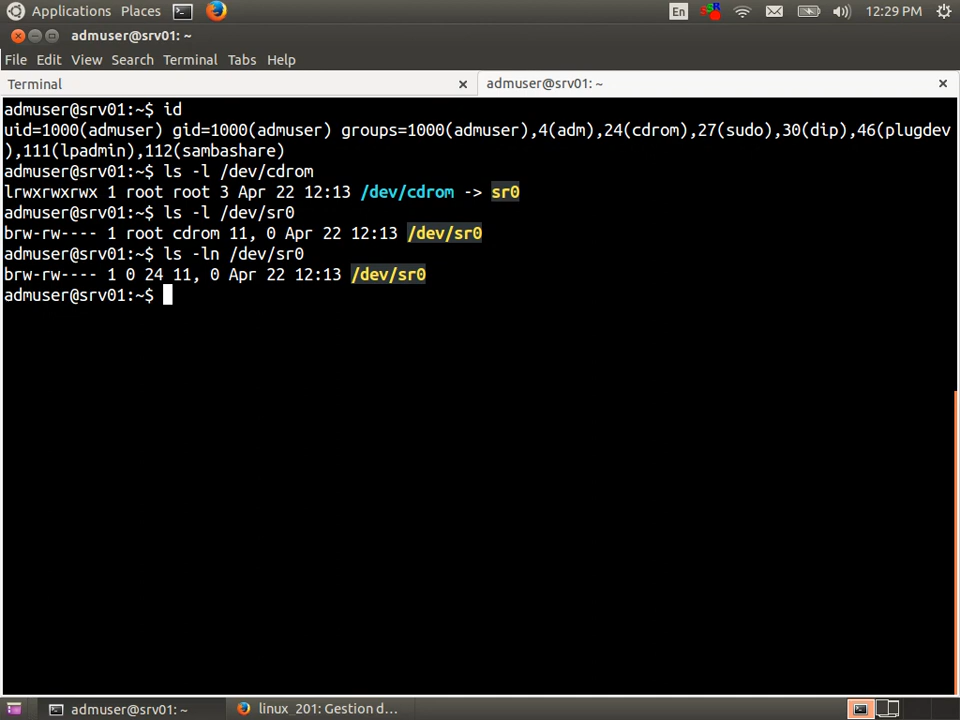 Applications Places En 12:29 PM
admuser@srv01: ~
File Edit View Search Terminal Tabs Help
Terminal × admuser@srv01: ~ ×
admuser@srv01:~$ id
uid=1000(admuser) gid=1000(admuser) groups=1000(admuser),4(adm),24(cdrom),27(sudo),30(dip),46(plugdev
),111(lpadmin),112(sambashare)
admuser@srv01:~$ ls -l /dev/cdrom
lrwxrwxrwx 1 root root 3 Apr 22 12:13 /dev/cdrom -> sr0
admuser@srv01:~$ ls -l /dev/sr0
brw-rw---- 1 root cdrom 11, 0 Apr 22 12:13 /dev/sr0
admuser@srv01:~$ ls -ln /dev/sr0
brw-rw---- 1 0 24 11, 0 Apr 22 12:13 /dev/sr0
admuser@srv01:~$
admuser@srv01: ~ linux_201: Gestion d...